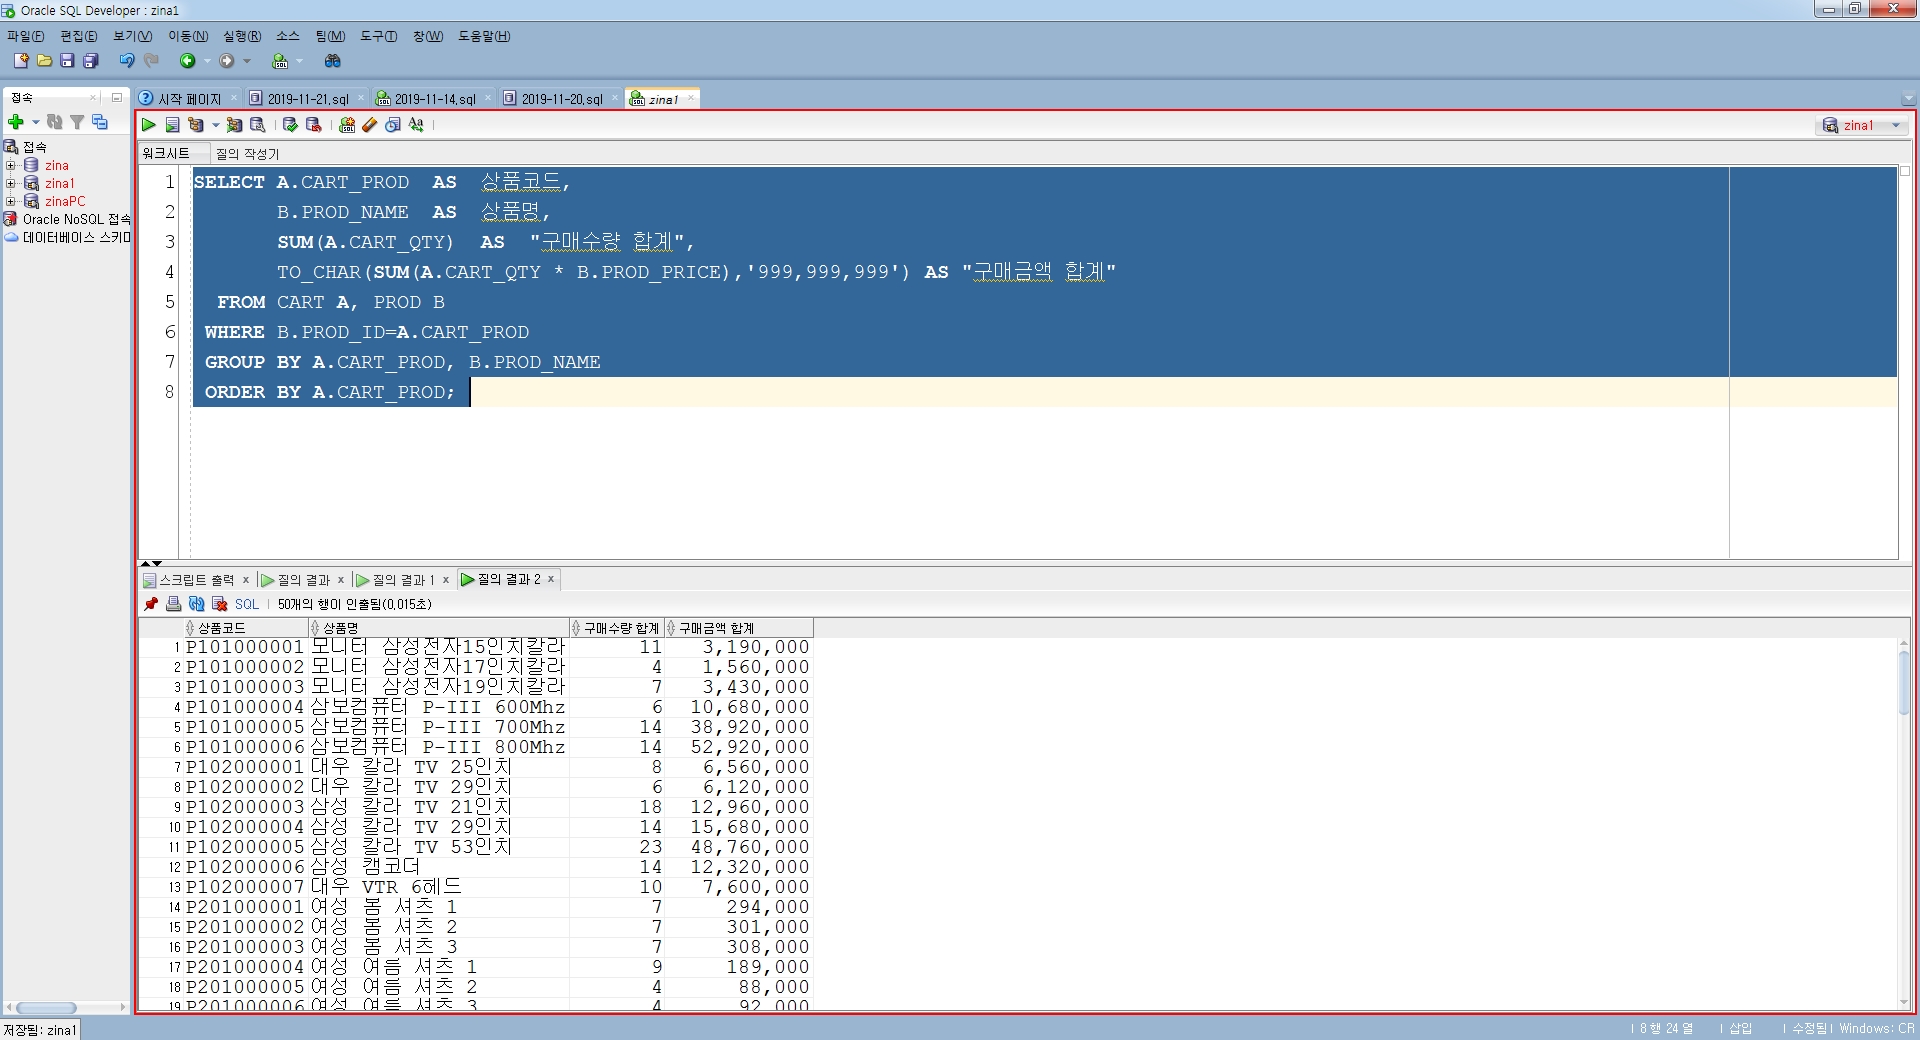 Oracle SQL Developer : zina1
파일(F) 편집(E) 보기(V) 이동(N) 실행(R) 소스 팀(M) 도구(T) 창(W) 도움말(H)
접속
시작 페이지 2019-11-21.sql 2019-11-14.sql 2019-11-20.sql zina1
zina1
접속
zina
zina1
zinaPC
Oracle NoSQL 접속
데이터베이스 스키마
워크시트 질의 작성기
1 SELECT A.CART_PROD AS 상품코드,
2 B.PROD_NAME AS 상품명,
3 SUM(A.CART_QTY) AS "구매수량 합계",
4 TO_CHAR(SUM(A.CART_QTY * B.PROD_PRICE),'999,999,999') AS "구매금액 합계"
5 FROM CART A, PROD B
6 WHERE B.PROD_ID=A.CART_PROD
7 GROUP BY A.CART_PROD, B.PROD_NAME
8 ORDER BY A.CART_PROD;
스크립트 출력 x 질의 결과 x 질의 결과 1 x 질의 결과 2 x
SQL | 50개의 행이 인출됨(0.015초)
상품코드 상품명 구매수량 합계 구매금액 합계
1 P101000001 모니터 삼성전자15인치칼라 11 3,190,000
2 P101000002 모니터 삼성전자17인치칼라 4 1,560,000
3 P101000003 모니터 삼성전자19인치칼라 7 3,430,000
4 P101000004 삼보컴퓨터 P-III 600Mhz 6 10,680,000
5 P101000005 삼보컴퓨터 P-III 700Mhz 14 38,920,000
6 P101000006 삼보컴퓨터 P-III 800Mhz 14 52,920,000
7 P102000001 대우 칼라 TV 25인치 8 6,560,000
8 P102000002 대우 칼라 TV 29인치 6 6,120,000
9 P102000003 삼성 칼라 TV 21인치 18 12,960,000
10 P102000004 삼성 칼라 TV 29인치 14 15,680,000
11 P102000005 삼성 칼라 TV 53인치 23 48,760,000
12 P102000006 삼성 캠코더 14 12,320,000
13 P102000007 대우 VTR 6헤드 10 7,600,000
14 P201000001 여성 봄 셔츠 1 7 294,000
15 P201000002 여성 봄 셔츠 2 7 301,000
16 P201000003 여성 봄 셔츠 3 7 308,000
17 P201000004 여성 여름 셔츠 1 9 189,000
18 P201000005 여성 여름 셔츠 2 4 88,000
19 P201000006 여성 여름 셔츠 3 4 92,000
저장됨: zina1
| 8 행 24 열 | 삽입 | 수정됨 | Windows: CR